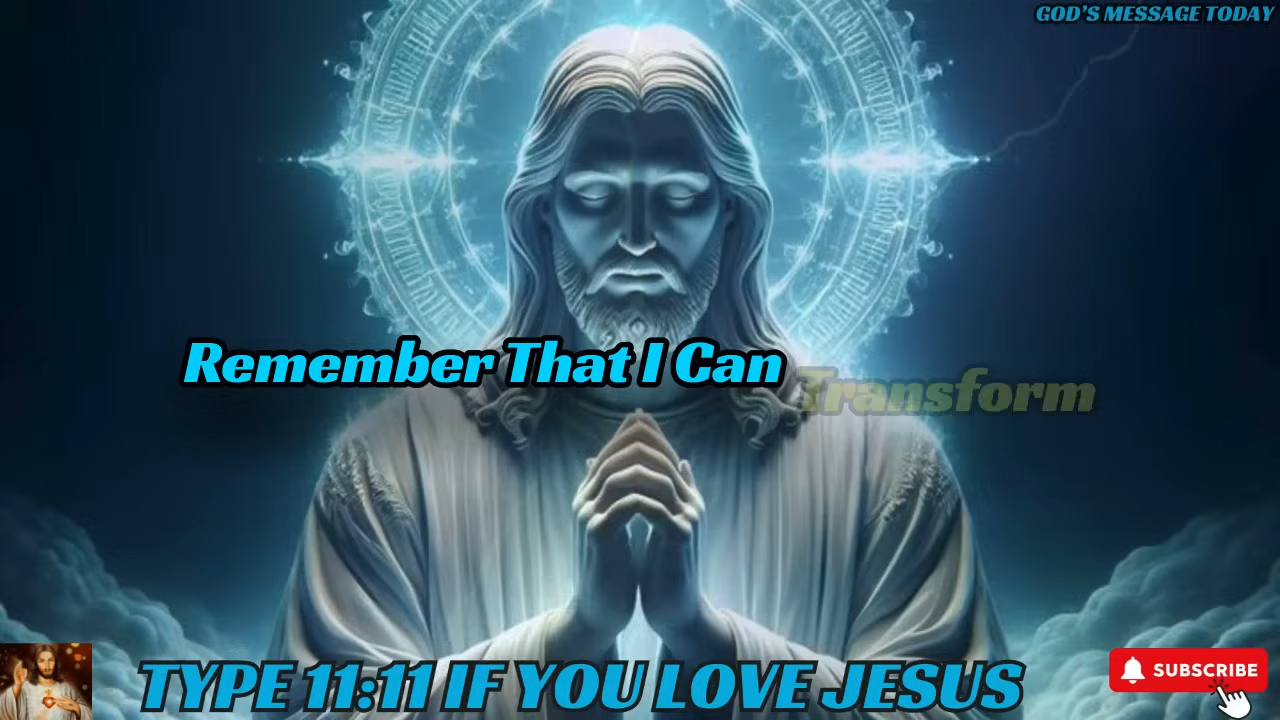 GOD'S MESSAGE TODAY
Remember That I Can Transform
TYPE 11:11 IF YOU LOVE JESUS
SUBSCRIBE